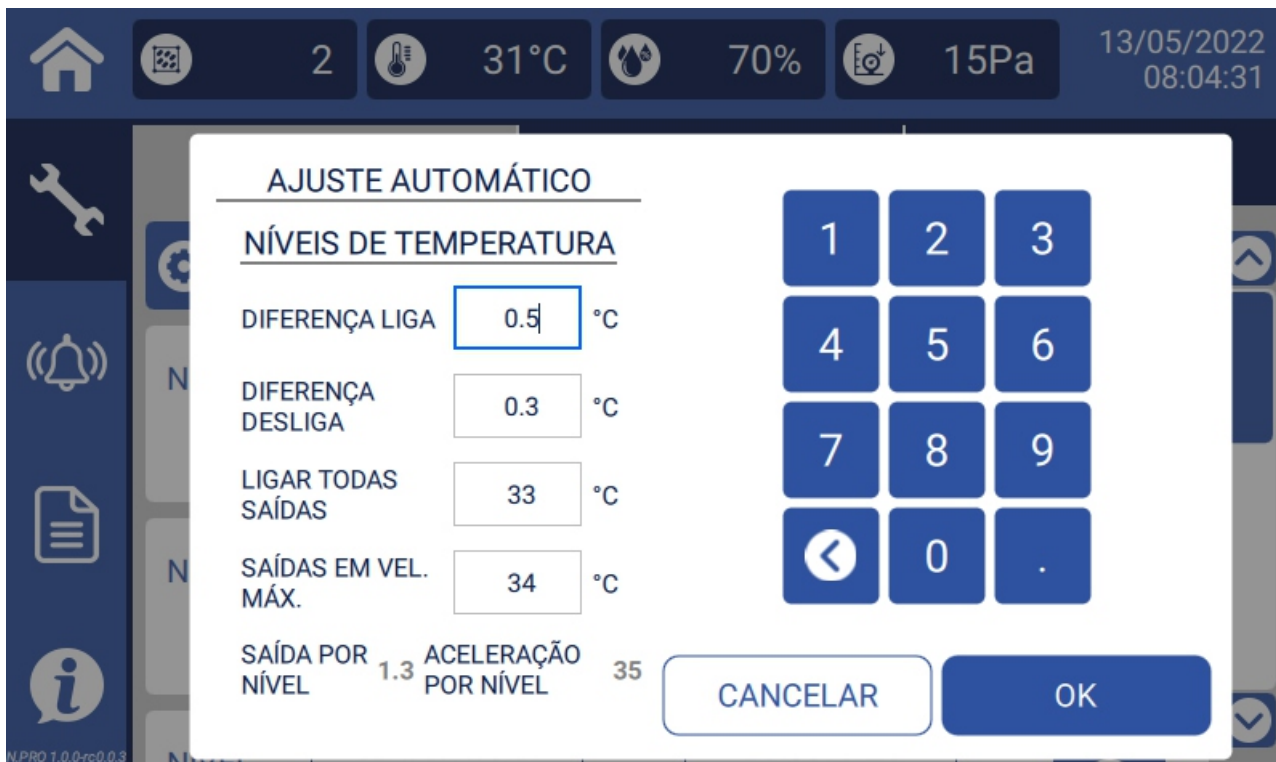 2
31°C
70%
15Pa
13/05/2022
08:04:31
AJUSTE AUTOMÁTICO
NÍVEIS DE TEMPERATURA
DIFERENÇA LIGA 0.5 °C
DIFERENÇA
DESLIGA
0.3 °C
LIGAR TODAS
SAÍDAS
33 °C
SAÍDAS EM VEL.
MÁX.
34 °C
SAÍDA POR
NÍVEL
1.3
ACELERAÇÃO
POR NÍVEL
35
1 2 3
4 5 6
7 8 9
0 .
CANCELAR
OK
N
N
N.PRO 1.0.0-rc0.0.3